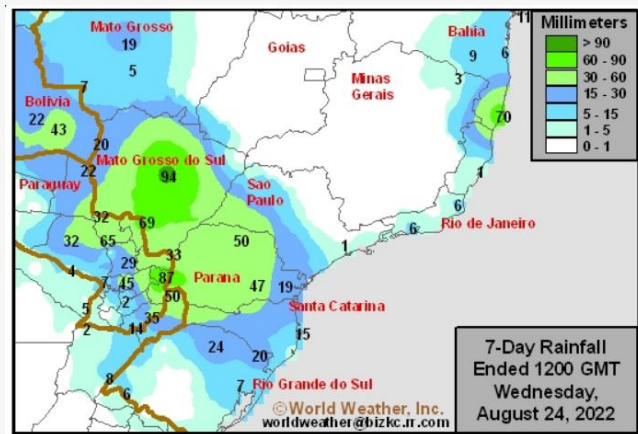 Millimeters
> 90
60 - 90
30 - 60
15 - 30
5 - 15
1 - 5
0 - 1
Mato Grosso
19
5
7
Goias
Minas
Gerais
Bahia
11
9
6
3
70
Bolivia
22
43
20
22
Mato Grosso do Sul
94
Paraguay
Sao
Paulo
1
6
6
Rio de Janeiro
1
32
69
32
65
50
33
29
4
7
45
87
Parana
47
19
50
2
5
2
14
35
Santa Catarina
15
24
20
8
6
7
Rio Grande do Sul
© World Weather, Inc.
worldweather@bizkc.rr.com
7-Day Rainfall
Ended 1200 GMT
Wednesday,
August 24, 2022